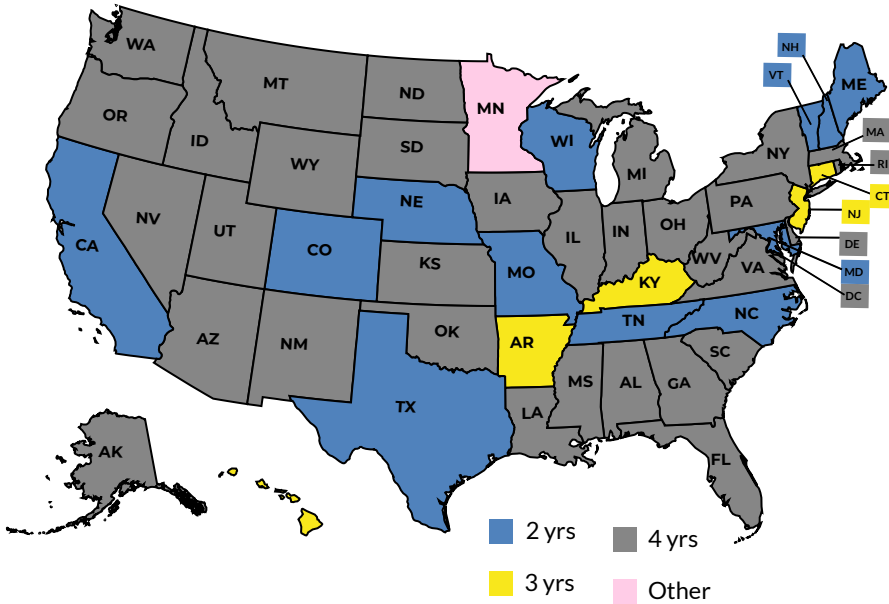 WA
MT
ND
MN
OR
ID
WY
SD
WI
NH
VT
ME
MA
NY
RI
CT
MI
IA
NE
PA
NJ
NV
UT
CO
CA
IL
IN
OH
DE
MD
DC
WV
VA
KS
MO
KY
TN
NC
AZ
NM
OK
AR
SC
MS
AL
GA
TX
LA
FL
AK
2 yrs
4 yrs
3 yrs
Other